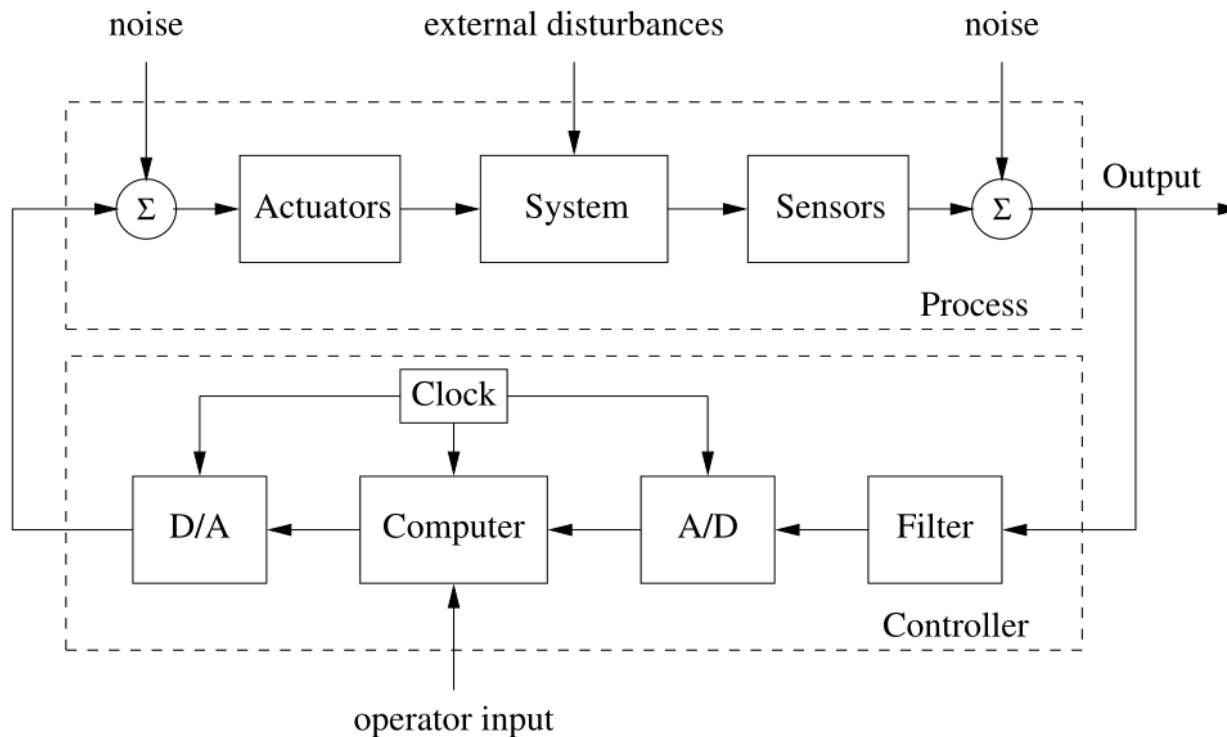 noise
external disturbances
noise
Output
Σ
Actuators
System
Sensors
Σ
Process
Clock
D/A
Computer
A/D
Filter
Controller
operator input